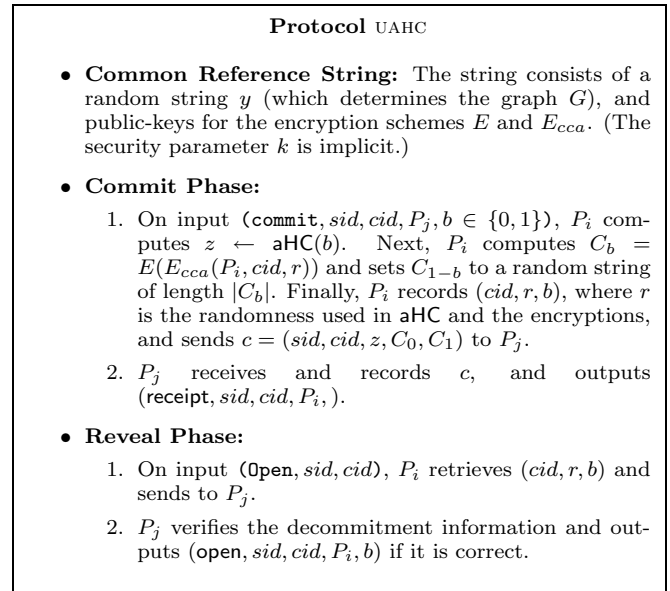 Protocol UAHC
• Common Reference String: The string consists of a
random string y (which determines the graph G), and
public-keys for the encryption schemes E and E_cca. (The
security parameter k is implicit.)
• Commit Phase:
1. On input (commit, sid, cid, P_j, b ∈ {0, 1}), P_i com-
putes z ← aHC(b). Next, P_i computes C_b =
E(E_cca(P_i, cid, r)) and sets C_{1−b} to a random string
of length |C_b|. Finally, P_i records (cid, r, b), where r
is the randomness used in aHC and the encryptions,
and sends c = (sid, cid, z, C_0, C_1) to P_j.
2. P_j receives and records c, and outputs
(receipt, sid, cid, P_i, ).
• Reveal Phase:
1. On input (Open, sid, cid), P_i retrieves (cid, r, b) and
sends to P_j.
2. P_j verifies the decommitment information and out-
puts (open, sid, cid, P_i, b) if it is correct.